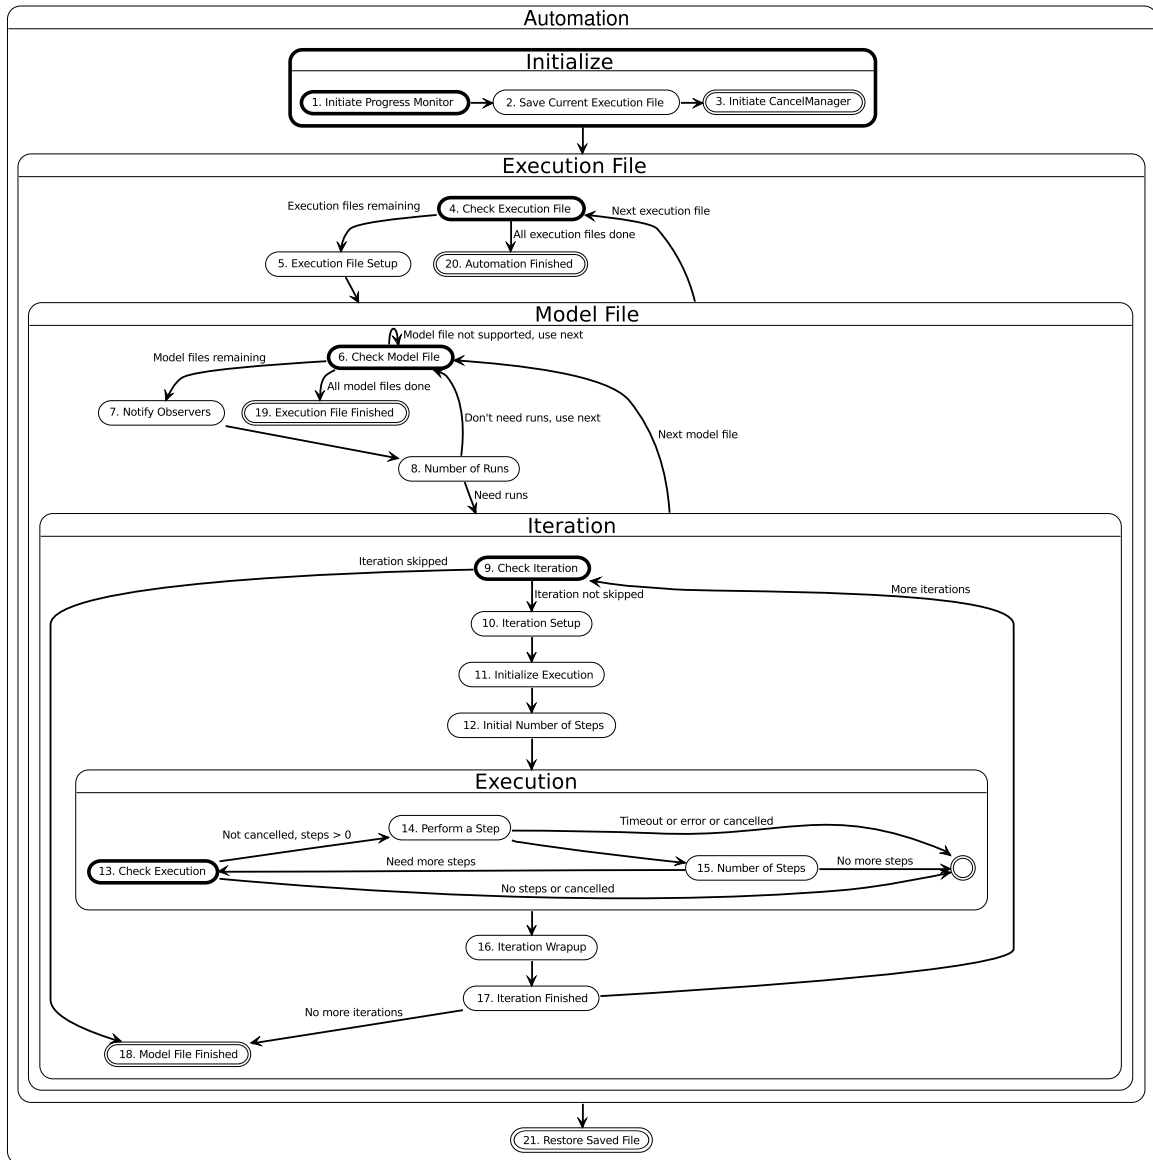 Automation
Initialize
1. Initiate Progress Monitor
2. Save Current Execution File
3. Initiate CancelManager
Execution File
Execution files remaining
4. Check Execution File
Next execution file
All execution files done
5. Execution File Setup
20. Automation Finished
Model File
Model file not supported, use next
Model files remaining
6. Check Model File
All model files done
7. Notify Observers
19. Execution File Finished
Don't need runs, use next
Next model file
8. Number of Runs
Need runs
Iteration
Iteration skipped
9. Check Iteration
More iterations
Iteration not skipped
10. Iteration Setup
11. Initialize Execution
12. Initial Number of Steps
Execution
Not cancelled, steps > 0
14. Perform a Step
Timeout or error or cancelled
Need more steps
No more steps
13. Check Execution
15. Number of Steps
No steps or cancelled
16. Iteration Wrapup
17. Iteration Finished
No more iterations
18. Model File Finished
21. Restore Saved File